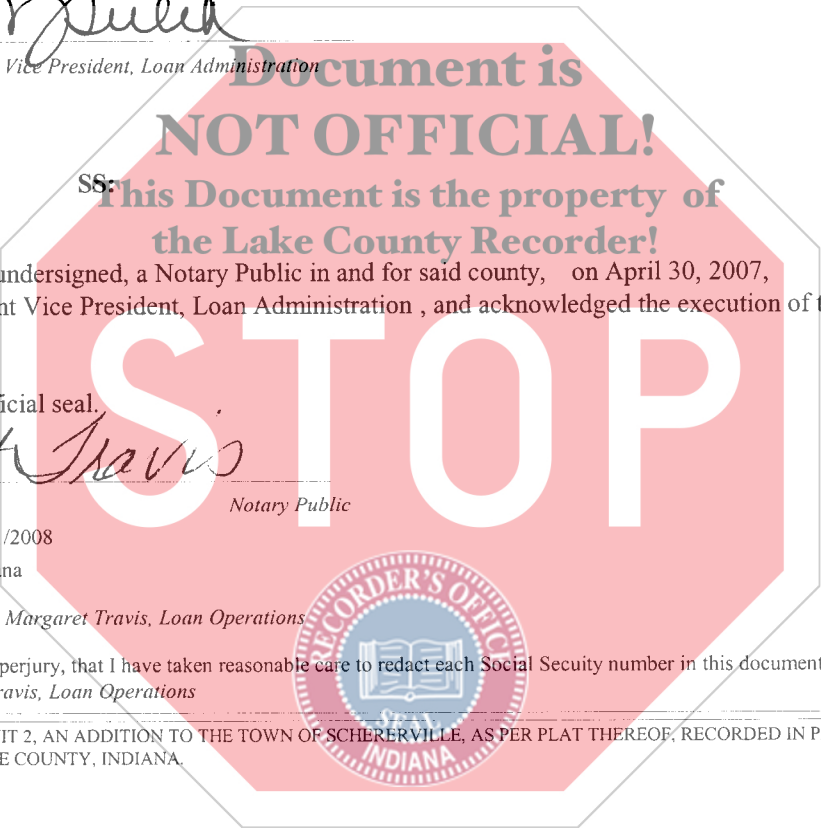 Vice President, Loan Administration
Document is
NOT OFFICIAL!
SS:
This Document is the property of
the Lake County Recorder!
undersigned, a Notary Public in and for said county, on April 30, 2007,
nt Vice President, Loan Administration , and acknowledged the execution of t
STOP
icial seal.
Travis
Notary Public
/2008
ana
Margaret Travis, Loan Operations
RECORDER'S OFFICE
perjury, that I have taken reasonable care to redact each Social Secuity number in this document
ravis, Loan Operations
SEAL
IT 2, AN ADDITION TO THE TOWN OF SCHERERVILLE, AS PER PLAT THEREOF, RECORDED IN P
INDIANA
E COUNTY, INDIANA.